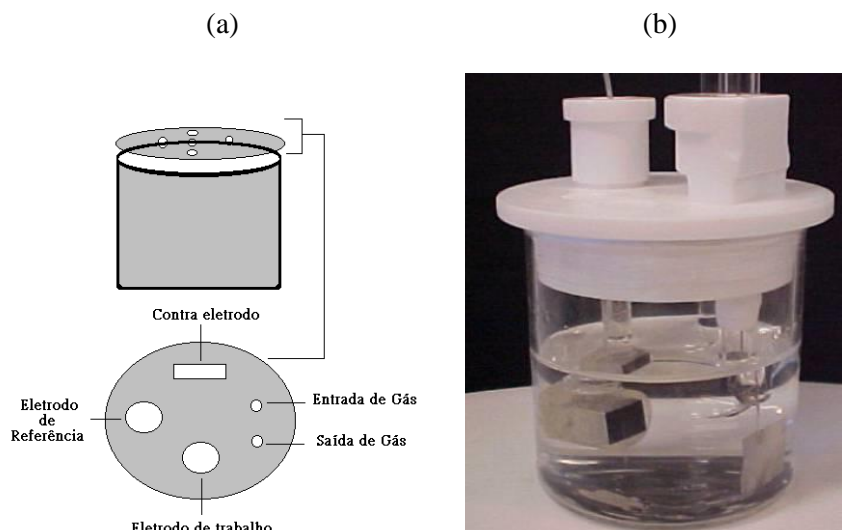 (a)
(b)
Contra eletrodo
Entrada de Gás
Eletrodo
de
Referência
Saída de Gás
Eletrodo de trabalho